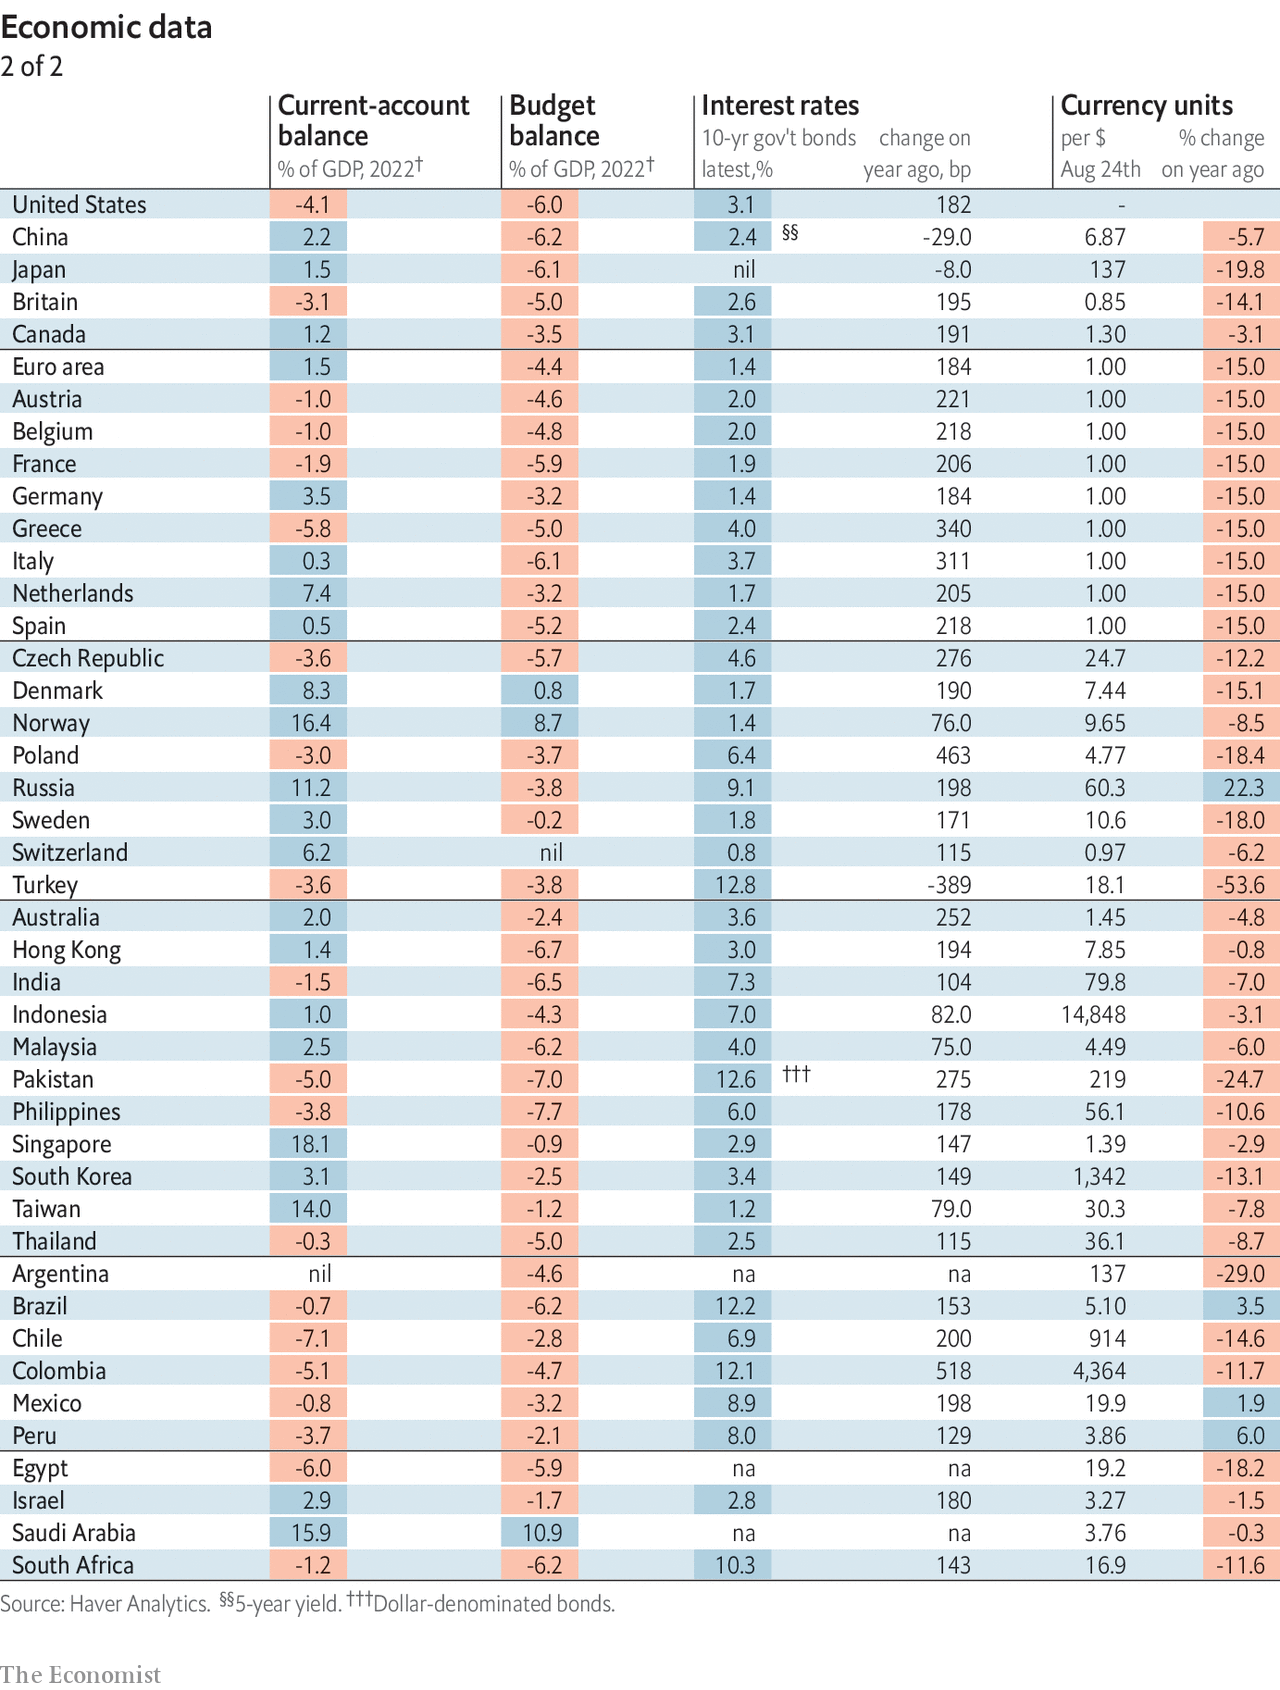 Economic data
2 of 2
Current-account balance % of GDP, 2022† Budget balance % of GDP, 2022† Interest rates 10-yr gov't bonds latest,% change on year ago, bp Currency units per $ Aug 24th % change on year ago
United States -4.1 -6.0 3.1 182 -
China 2.2 -6.2 2.4 §§ -29.0 6.87 -5.7
Japan 1.5 -6.1 nil -8.0 137 -19.8
Britain -3.1 -5.0 2.6 195 0.85 -14.1
Canada 1.2 -3.5 3.1 191 1.30 -3.1
Euro area 1.5 -4.4 1.4 184 1.00 -15.0
Austria -1.0 -4.6 2.0 221 1.00 -15.0
Belgium -1.0 -4.8 2.0 218 1.00 -15.0
France -1.9 -5.9 1.9 206 1.00 -15.0
Germany 3.5 -3.2 1.4 184 1.00 -15.0
Greece -5.8 -5.0 4.0 340 1.00 -15.0
Italy 0.3 -6.1 3.7 311 1.00 -15.0
Netherlands 7.4 -3.2 1.7 205 1.00 -15.0
Spain 0.5 -5.2 2.4 218 1.00 -15.0
Czech Republic -3.6 -5.7 4.6 276 24.7 -12.2
Denmark 8.3 0.8 1.7 190 7.44 -15.1
Norway 16.4 8.7 1.4 76.0 9.65 -8.5
Poland -3.0 -3.7 6.4 463 4.77 -18.4
Russia 11.2 -3.8 9.1 198 60.3 22.3
Sweden 3.0 -0.2 1.8 171 10.6 -18.0
Switzerland 6.2 nil 0.8 115 0.97 -6.2
Turkey -3.6 -3.8 12.8 -389 18.1 -53.6
Australia 2.0 -2.4 3.6 252 1.45 -4.8
Hong Kong 1.4 -6.7 3.0 194 7.85 -0.8
India -1.5 -6.5 7.3 104 79.8 -7.0
Indonesia 1.0 -4.3 7.0 82.0 14,848 -3.1
Malaysia 2.5 -6.2 4.0 75.0 4.49 -6.0
Pakistan -5.0 -7.0 12.6 ††† 275 219 -24.7
Philippines -3.8 -7.7 6.0 178 56.1 -10.6
Singapore 18.1 -0.9 2.9 147 1.39 -2.9
South Korea 3.1 -2.5 3.4 149 1,342 -13.1
Taiwan 14.0 -1.2 1.2 79.0 30.3 -7.8
Thailand -0.3 -5.0 2.5 115 36.1 -8.7
Argentina nil -4.6 na na 137 -29.0
Brazil -0.7 -6.2 12.2 153 5.10 3.5
Chile -7.1 -2.8 6.9 200 914 -14.6
Colombia -5.1 -4.7 12.1 518 4,364 -11.7
Mexico -0.8 -3.2 8.9 198 19.9 1.9
Peru -3.7 -2.1 8.0 129 3.86 6.0
Egypt -6.0 -5.9 na na 19.2 -18.2
Israel 2.9 -1.7 2.8 180 3.27 -1.5
Saudi Arabia 15.9 10.9 na na 3.76 -0.3
South Africa -1.2 -6.2 10.3 143 16.9 -11.6
Source: Haver Analytics. §§5-year yield. †††Dollar-denominated bonds.
The Economist